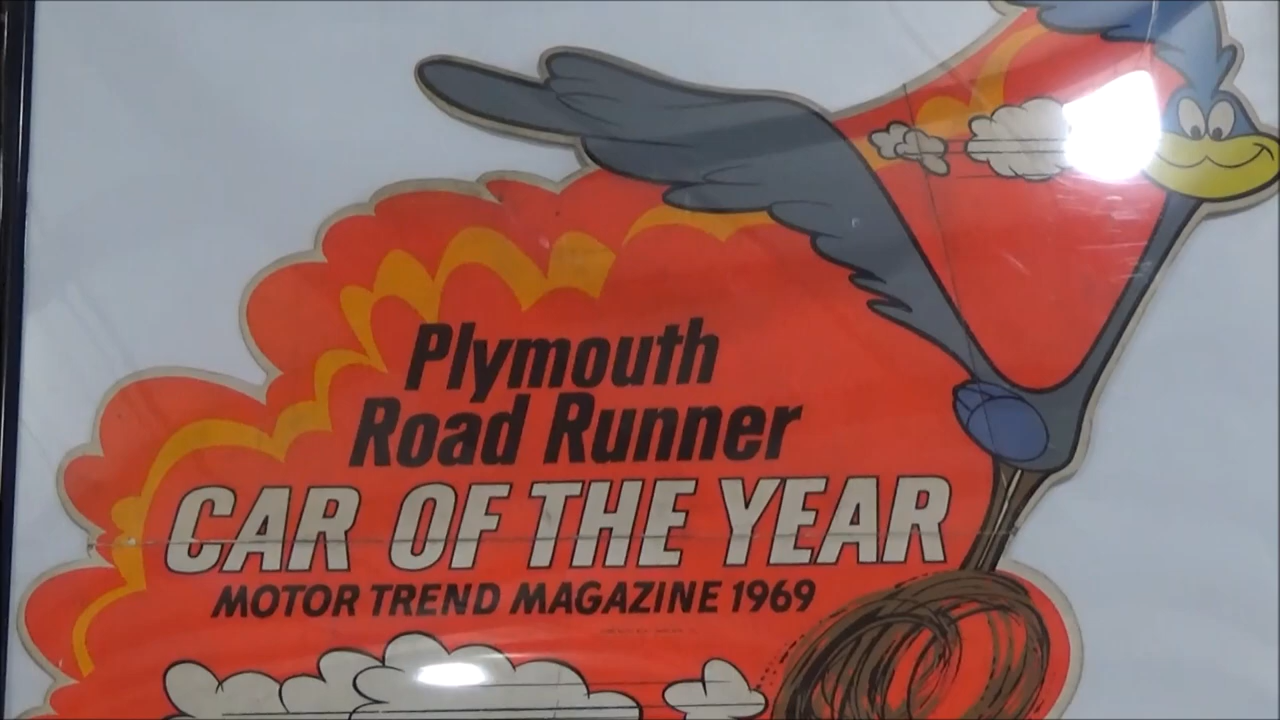 Plymouth
Road Runner
CAR OF THE YEAR
MOTOR TREND MAGAZINE 1969